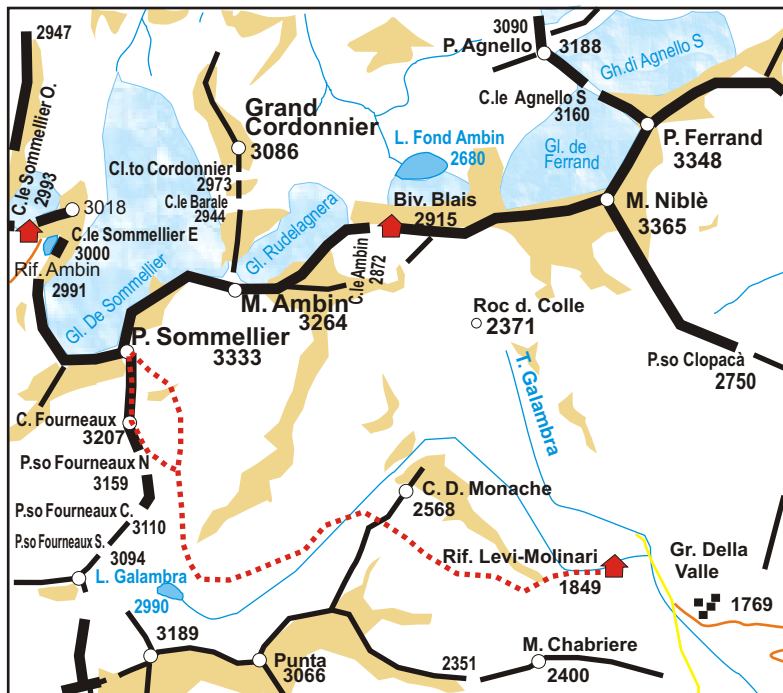 2947
3090
P. Agnello
3188
Gh.di Agnello S
C.le Agnello S
3160
Grand
Cordonnier
3086
L. Fond Ambin
2680
Gl. de
Ferrand
P. Ferrand
3348
C.le Sommellier O.
2993
Cl.to Cordonnier
2973
C.le Barale
2944
Biv. Blais
2915
M. Niblè
3365
3018
C.le Sommellier E
3000
Rif. Ambin
2991
Gl. De Sommellier
Gl. Rudelagnera
C.le Ambin
2872
M. Ambin
3264
Roc d. Colle
2371
P. Sommellier
3333
P.so Clopacà
2750
T. Galambra
C. Fourneaux
3207
P.so Fourneaux N
3159
P.so Fourneaux C.
3110
P.so Fourneaux S.
3094
C. D. Monache
2568
Rif. Levi-Molinari
1849
Gr. Della
Valle
1769
L. Galambra
2990
3189
Punta
3066
2351
M. Chabriere
2400